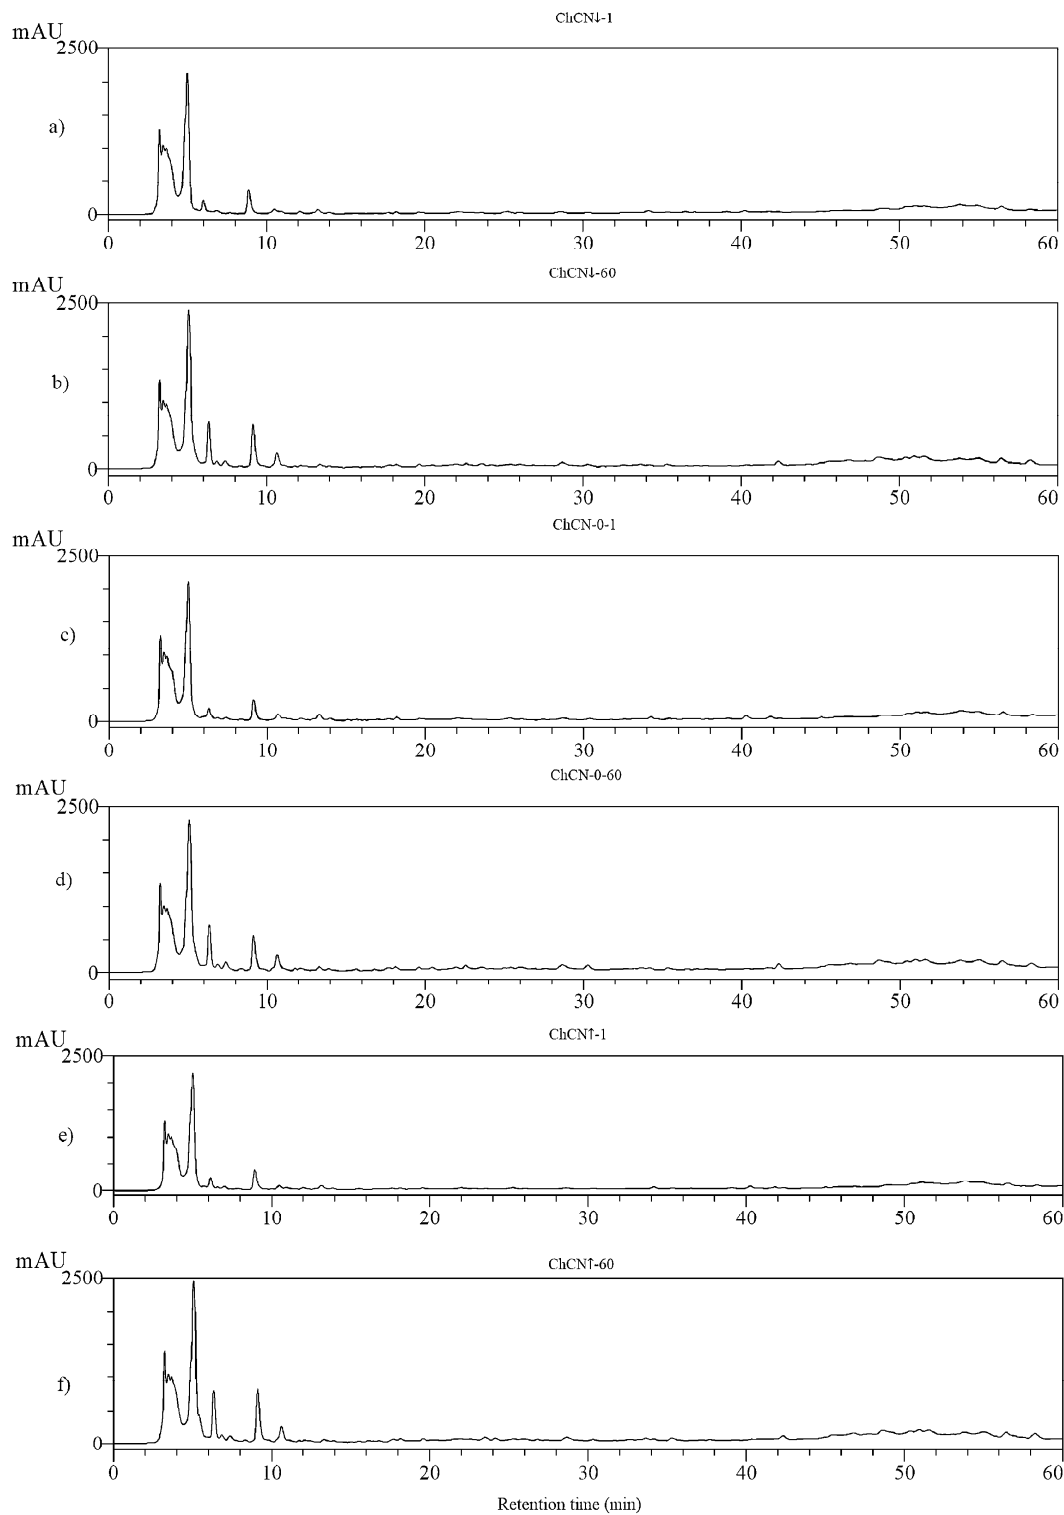 ChCN↓-1
mAU
2500
a)
0
0 10 20 30 40 50 60
ChCN↓-60
mAU
2500
b)
0
0 10 20 30 40 50 60
ChCN-0-1
mAU
2500
c)
0
0 10 20 30 40 50 60
ChCN-0-60
mAU
2500
d)
0
0 10 20 30 40 50 60
ChCN↑-1
mAU
2500
e)
0
0 10 20 30 40 50 60
ChCN↑-60
mAU
2500
f)
0
0 10 20 30 40 50 60
Retention time (min)